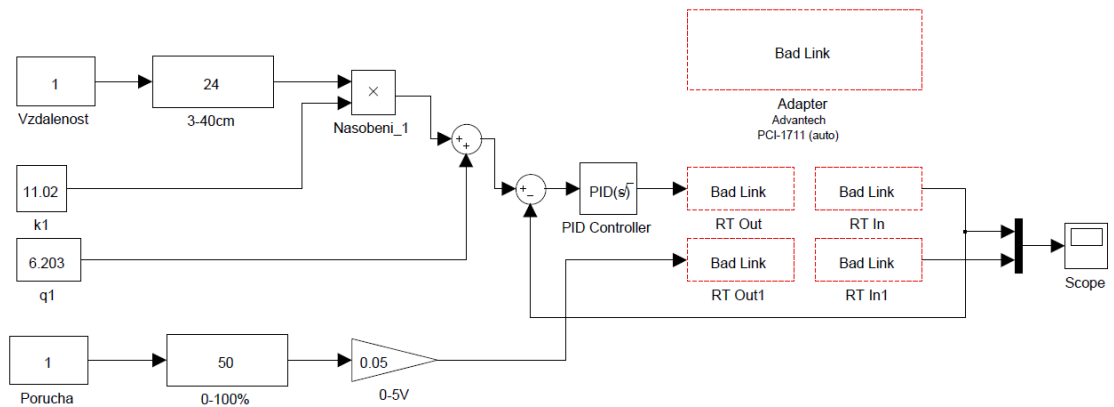 Bad Link
Adapter
Advantech
PCI-1711 (auto)
1
Vzdalenost
24
3-40cm
×
Nasobeni_1
11.02
k1
6.203
q1
+
+
+
−
PID(s)
PID Controller
Bad Link
RT Out
Bad Link
RT In
Bad Link
RT Out1
Bad Link
RT In1
Scope
1
Porucha
50
0-100%
0.05
0-5V